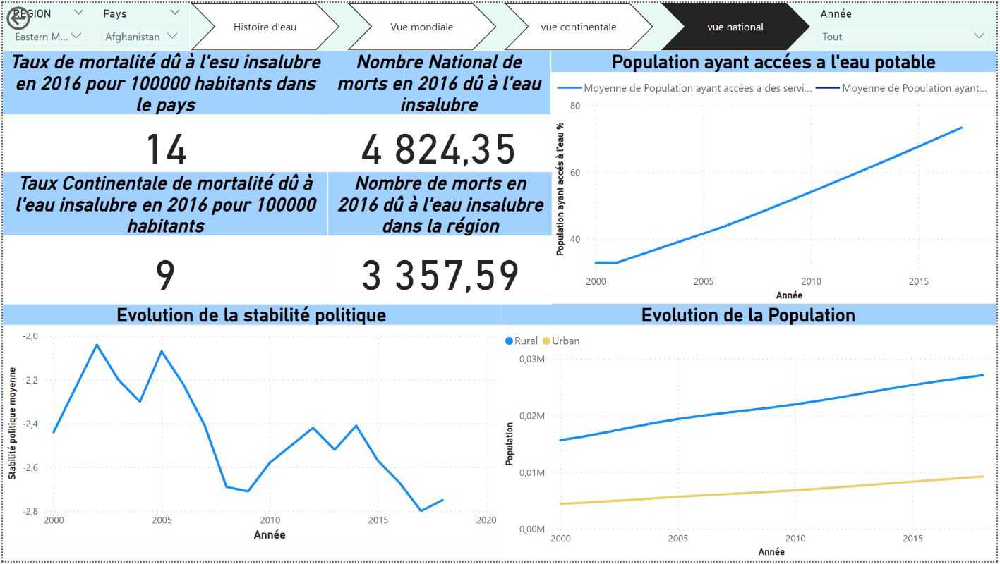 REGION
Pays
Eastern M...
Afghanistan
Histoire d'eau
Vue mondiale
vue continentale
vue national
Année
Tout
Taux de mortalité dû à l'esu insalubre
en 2016 pour 100000 habitants dans
le pays
14
Nombre National de
morts en 2016 dû à l'eau
insalubre
4 824,35
Taux Continentale de mortalité dû à
l'eau insalubre en 2016 pour 100000
habitants
9
Nombre de morts en
2016 dû à l'eau insalubre
dans la région
3 357,59
Population ayant accées a l'eau potable
Moyenne de Population ayant accées a des servi...
Moyenne de Population ayant...
Population ayant accés à l'eau %
80
60
40
2000
2005
2010
2015
Année
Evolution de la stabilité politique
Stabilité politique moyenne
-2,0
-2,2
-2,4
-2,6
-2,8
2000
2005
2010
2015
2020
Année
Evolution de la Population
Rural
Urban
Population
0,03M
0,02M
0,01M
0,00M
2000
2005
2010
2015
Année